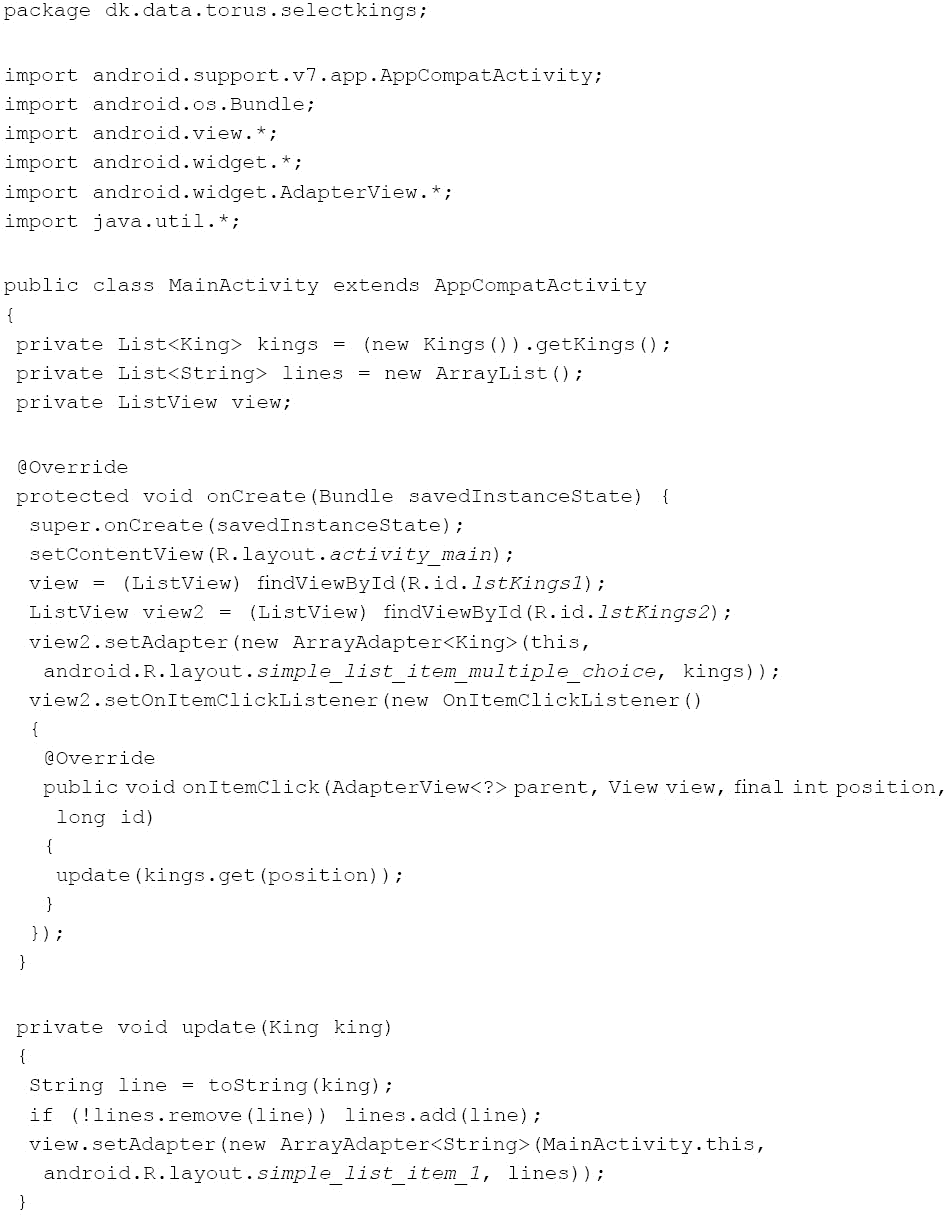 package dk.data.torus.selectkings;

import android.support.v7.app.AppCompatActivity;
import android.os.Bundle;
import android.view.*;
import android.widget.*;
import android.widget.AdapterView.*;
import java.util.*;

public class MainActivity extends AppCompatActivity
{
 private List<King> kings = (new Kings()).getKings();
 private List<String> lines = new ArrayList();
 private ListView view;

 @Override
 protected void onCreate(Bundle savedInstanceState) {
  super.onCreate(savedInstanceState);
  setContentView(R.layout.activity_main);
  view = (ListView) findViewById(R.id.lstKings1);
  ListView view2 = (ListView) findViewById(R.id.lstKings2);
  view2.setAdapter(new ArrayAdapter<King>(this,
   android.R.layout.simple_list_item_multiple_choice, kings));
  view2.setOnItemClickListener(new OnItemClickListener()
  {
   @Override
   public void onItemClick(AdapterView<?> parent, View view, final int position,
    long id)
   {
    update(kings.get(position));
   }
  });
 }

 private void update(King king)
 {
  String line = toString(king);
  if (!lines.remove(line)) lines.add(line);
  view.setAdapter(new ArrayAdapter<String>(MainActivity.this,
   android.R.layout.simple_list_item_1, lines));
 }